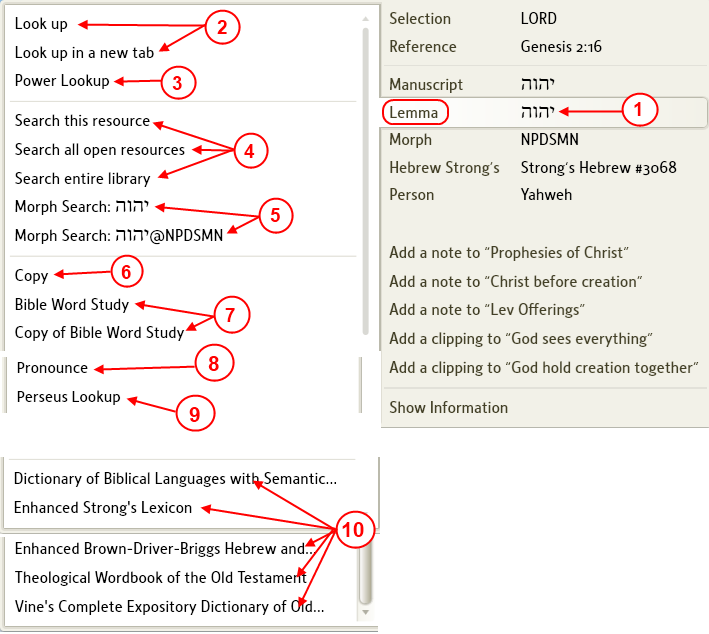 Look up
2
Look up in a new tab
Power Lookup
3
Search this resource
Search all open resources
4
Search entire library
Morph Search: יהוה
5
Morph Search: יהוה@NPDSMN
Copy
6
Bible Word Study
7
Copy of Bible Word Study
Pronounce
8
Perseus Lookup
9
Dictionary of Biblical Languages with Semantic...
Enhanced Strong's Lexicon
10
Enhanced Brown-Driver-Briggs Hebrew and...
Theological Wordbook of the Old Testament
Vine's Complete Expository Dictionary of Old...
Selection LORD
Reference Genesis 2:16
Manuscript יהוה
Lemma יהוה 1
Morph NPDSMN
Hebrew Strong's Strong's Hebrew #3068
Person Yahweh
Add a note to “Prophesies of Christ”
Add a note to “Christ before creation”
Add a note to “Lev Offerings”
Add a clipping to “God sees everything”
Add a clipping to “God hold creation together”
Show Information